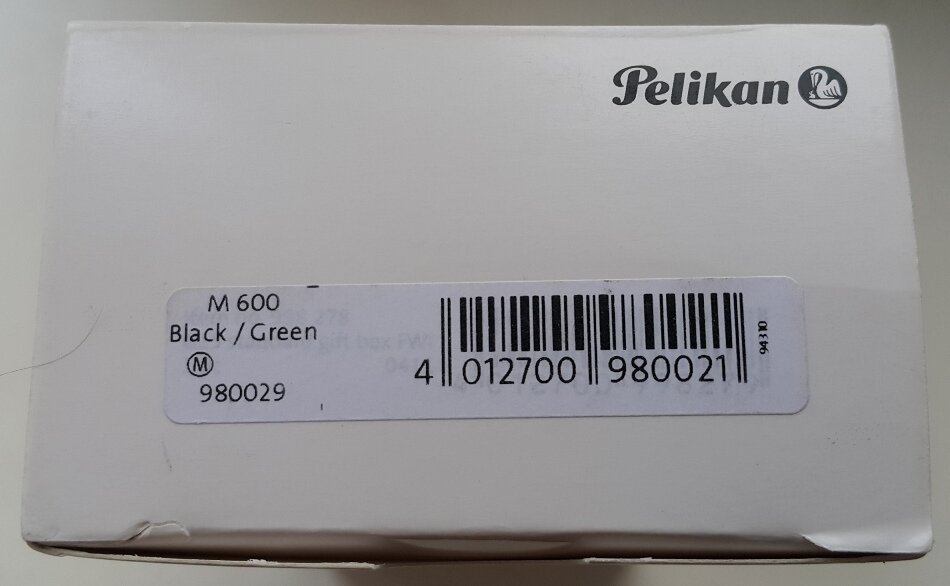 Pelikan
M 600
Black / Green
M
980029
4 012700 980021
94310